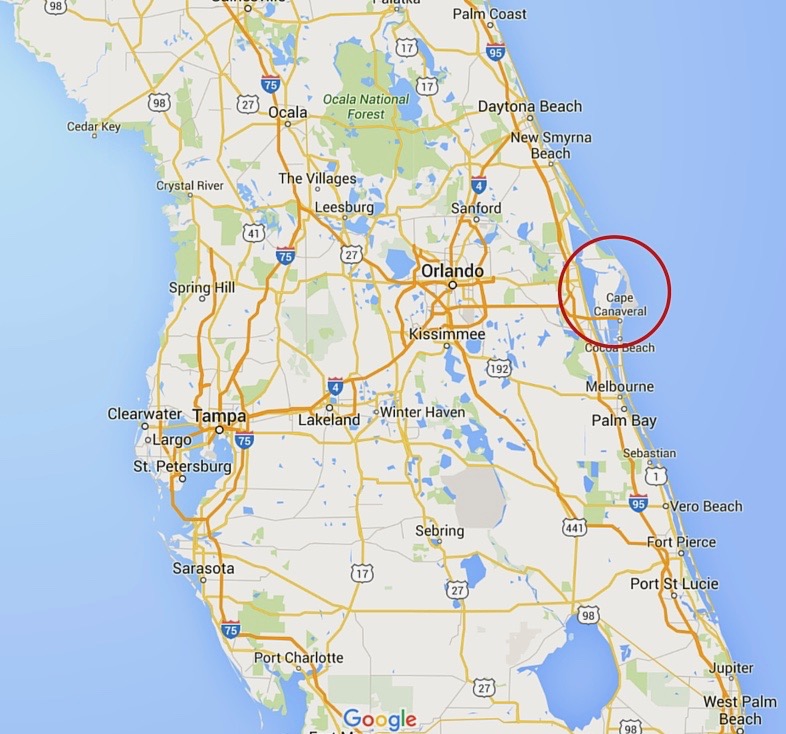 98
Palatka
Palm Coast
17
95
75
17
98
27
Ocala National
Forest
Ocala
Daytona Beach
Cedar Key
New Smyrna
Beach
The Villages
4
Crystal River
Leesburg
Sanford
41
75
27
Orlando
Spring Hill
Cape
Canaveral
Kissimmee
Cocoa Beach
192
4
Melbourne
Clearwater
Tampa
Lakeland
Winter Haven
Palm Bay
75
Largo
St. Petersburg
Sebastian
1
95
Vero Beach
441
Sebring
Fort Pierce
Sarasota
17
27
Port St Lucie
98
75
Port Charlotte
Jupiter
27
West Palm
Beach
Google
98